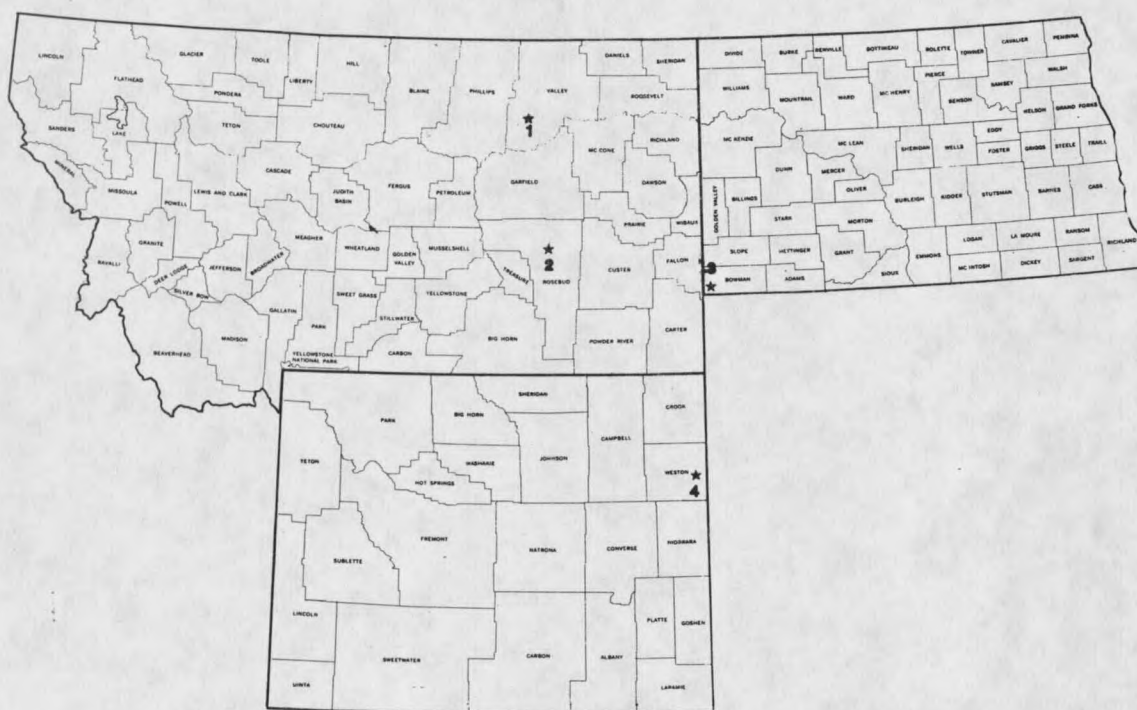 LINCOLN
FLATHEAD
GLACIER
TOOLE
LIBERTY
HILL
BLAINE
PHILLIPS
VALLEY
DANIELS
SHERIDAN
ROOSEVELT
PONDERA
TETON
CHOUTEAU
SANDERS
LAKE
MINERAL
MISSOULA
POWELL
LEWIS AND CLARK
CASCADE
JUDITH
BASIN
FERGUS
PETROLEUM
GARFIELD
1
MC CONE
RICHLAND
DAWSON
PRAIRIE
WIBAUX
RAVALLI
GRANITE
DEER LODGE
SILVER BOW
JEFFERSON
BROADWATER
MEAGHER
WHEATLAND
GOLDEN
VALLEY
MUSSELSHELL
TREASURE
2
ROSEBUD
CUSTER
FALLON
BEAVERHEAD
MADISON
GALLATIN
PARK
SWEET GRASS
STILLWATER
YELLOWSTONE
CARBON
BIG HORN
POWDER RIVER
CARTER
YELLOWSTONE
NATIONAL PARK
DIVIDE
BURKE
RENVILLE
BOTTINEAU
ROLETTE
TOWNER
CAVALIER
PEMBINA
WILLIAMS
MOUNTRAIL
WARD
MC HENRY
PIERCE
BENSON
RAMSEY
WALSH
NELSON
GRAND FORKS
MC KENZIE
MC LEAN
SHERIDAN
WELLS
EDDY
FOSTER
GRIGGS
STEELE
TRAILL
DUNN
MERCER
OLIVER
GOLDEN VALLEY
BILLINGS
STARK
MORTON
BURLEIGH
KIDDER
STUTSMAN
BARNES
CASS
SLOPE
HETTINGER
GRANT
SIOUX
EMMONS
LOGAN
LA MOURE
RANSOM
RICHLAND
3
BOWMAN
ADAMS
MC INTOSH
DICKEY
SARGENT
PARK
BIG HORN
SHERIDAN
CAMPBELL
CROOK
TETON
HOT SPRINGS
WASHAKIE
JOHNSON
WESTON
4
SUBLETTE
FREMONT
NATRONA
CONVERSE
NIOBRARA
LINCOLN
PLATTE
GOSHEN
SWEETWATER
CARBON
ALBANY
UINTA
LARAMIE